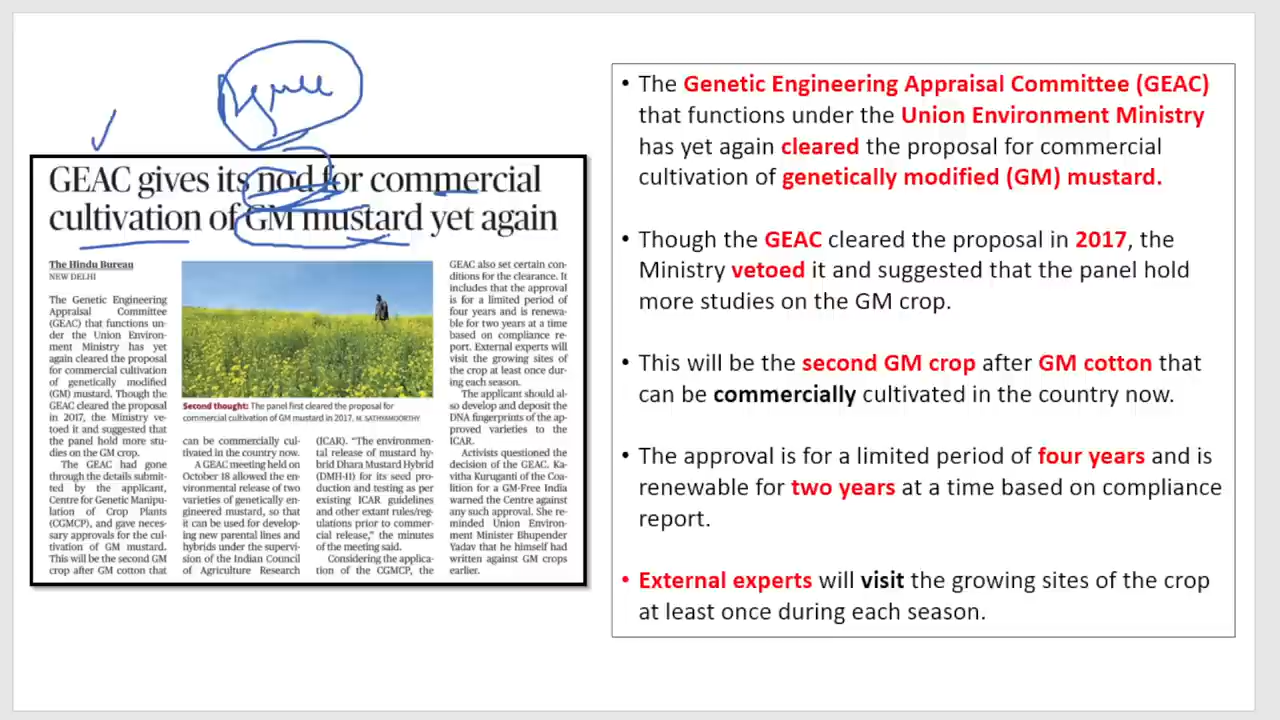 Agree
GEAC gives its nod for commercial
cultivation of GM mustard yet again
The Hindu Bureau
NEW DELHI
The Genetic Engineering
Appraisal Committee
(GEAC) that functions un-
der the Union Environ-
ment Ministry has yet
again cleared the proposal
for commercial cultivation
of genetically modified
(GM) mustard. Though the
GEAC cleared the proposal
in 2017, the Ministry ve-
toed it and suggested that
the panel hold more stu-
dies on the GM crop.
The GEAC had gone
through the details submit-
ted by the applicant,
Centre for Genetic Manipu-
lation of Crop Plants
(CGMCP), and gave neces-
sary approvals for the cul-
tivation of GM mustard.
This will be the second GM
crop after GM cotton that
Second thought: The panel first cleared the proposal for
commercial cultivation of GM mustard in 2017. M. SATHYAMOORTHY
can be commercially cul-
tivated in the country now.
A GEAC meeting held on
October 18 allowed the en-
vironmental release of two
varieties of genetically en-
gineered mustard, so that
it can be used for develop-
ing new parental lines and
hybrids under the supervi-
sion of the Indian Council
of Agriculture Research
(ICAR). “The environmen-
tal release of mustard hy-
brid Dhara Mustard Hybrid
(DMH-1) for its seed pro-
duction and testing as per
existing ICAR guidelines
and other extant rules/reg-
ulations prior to commer-
cial release,” the minutes
of the meeting said.
Considering the applica-
tion of the CGMCP, the
GEAC also set certain con-
ditions for the clearance. It
includes that the approval
is for a limited period of
four years and is renewa-
ble for two years at a time
based on compliance re-
port. External experts will
visit the growing sites of
the crop at least once dur-
ing each season.
The applicant should al-
so develop and deposit the
DNA fingerprints of the ap-
proved varieties to the
ICAR.
Activists questioned the
decision of the GEAC. Ka-
vitha Kuruganti of the Coa-
lition for a GM-Free India
warned the Centre against
any such approval. She re-
minded Union Environ-
ment Minister Bhupender
Yadav that he himself had
written against GM crops
earlier.
• The Genetic Engineering Appraisal Committee (GEAC)
that functions under the Union Environment Ministry
has yet again cleared the proposal for commercial
cultivation of genetically modified (GM) mustard.
• Though the GEAC cleared the proposal in 2017, the
Ministry vetoed it and suggested that the panel hold
more studies on the GM crop.
• This will be the second GM crop after GM cotton that
can be commercially cultivated in the country now.
• The approval is for a limited period of four years and is
renewable for two years at a time based on compliance
report.
• External experts will visit the growing sites of the crop
at least once during each season.